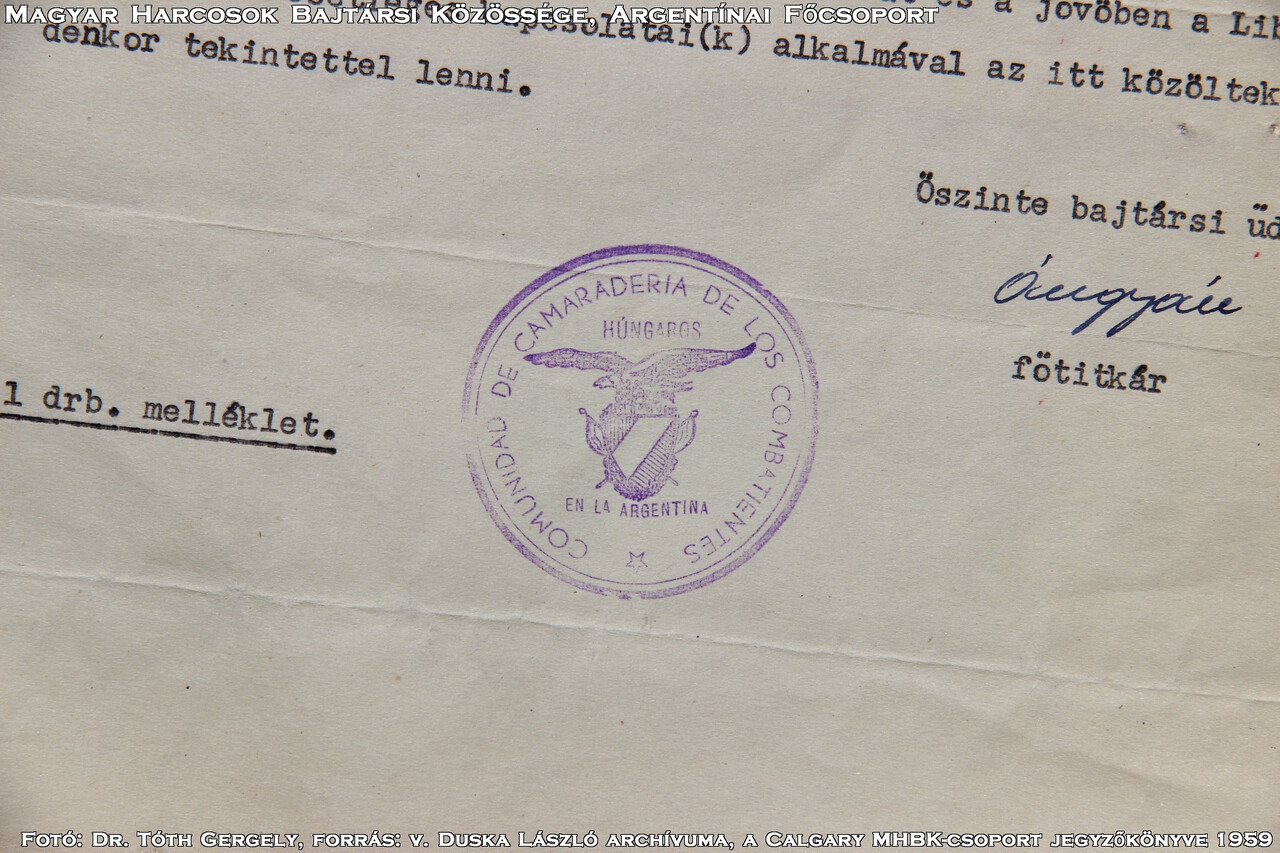 Magyar Harcosok Bajtársi Közössége, Argentínai Főcsoport
a jövőben a Lib
denkor tekintettel lenni.
alkalmával az itt közöltek
Őszinte bajtársi üd
Ángyán
főtitkár
1 drb. melléklet.
COMUNIDAD DE CAMARADERIA DE LOS COMBATIENTES
HÚNGAROS
EN LA ARGENTINA
Fotó: Dr. Tóth Gergely, forrás: v. Duska László archívuma, a Calgary MHBK-csoport jegyzőkönyve 1959